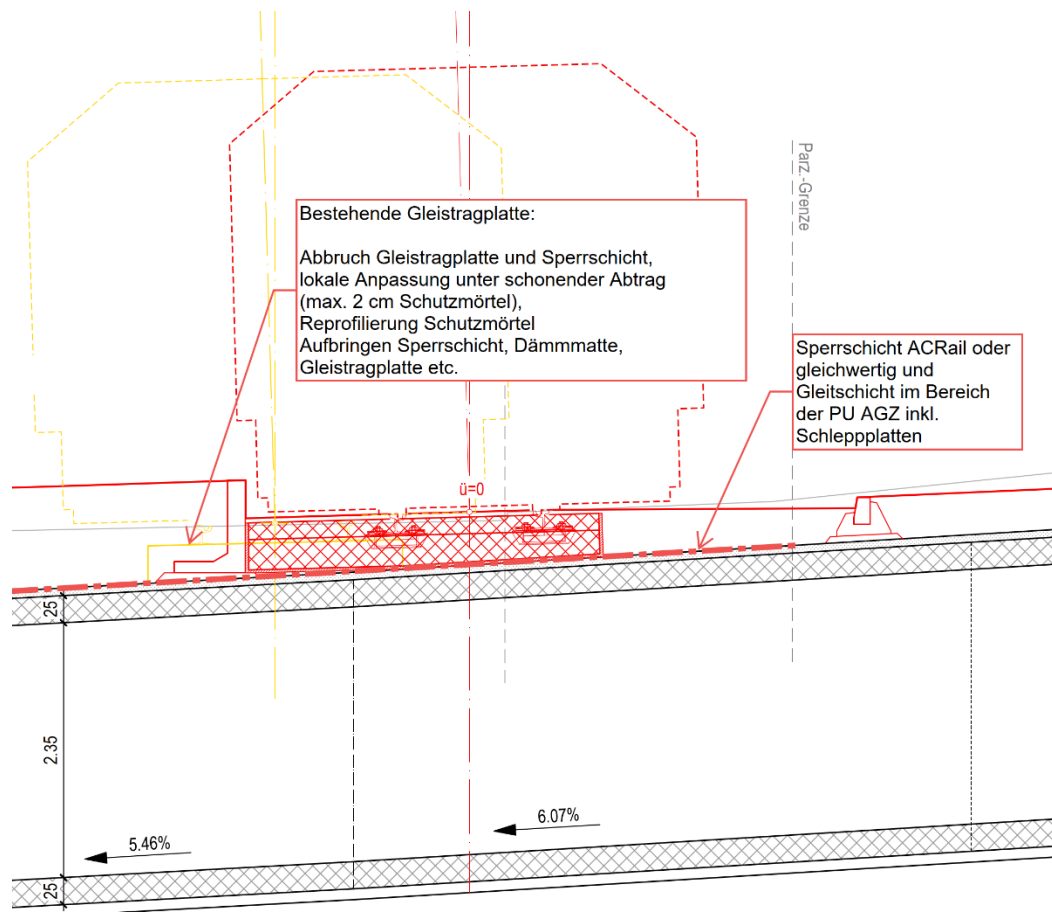 Parz.-Grenze
Bestehende Gleistragplatte:
Abbruch Gleistragplatte und Sperrschicht,
lokale Anpassung unter schonender Abtrag
(max. 2 cm Schutzmörtel),
Reprofilierung Schutzmörtel
Aufbringen Sperrschicht, Dämmmatte,
Gleistragplatte etc.
Sperrschicht ACRail oder
gleichwertig und
Gleitschicht im Bereich
der PU AGZ inkl.
Schleppplatten
ü=0
25
2.35
25
5.46%
6.07%